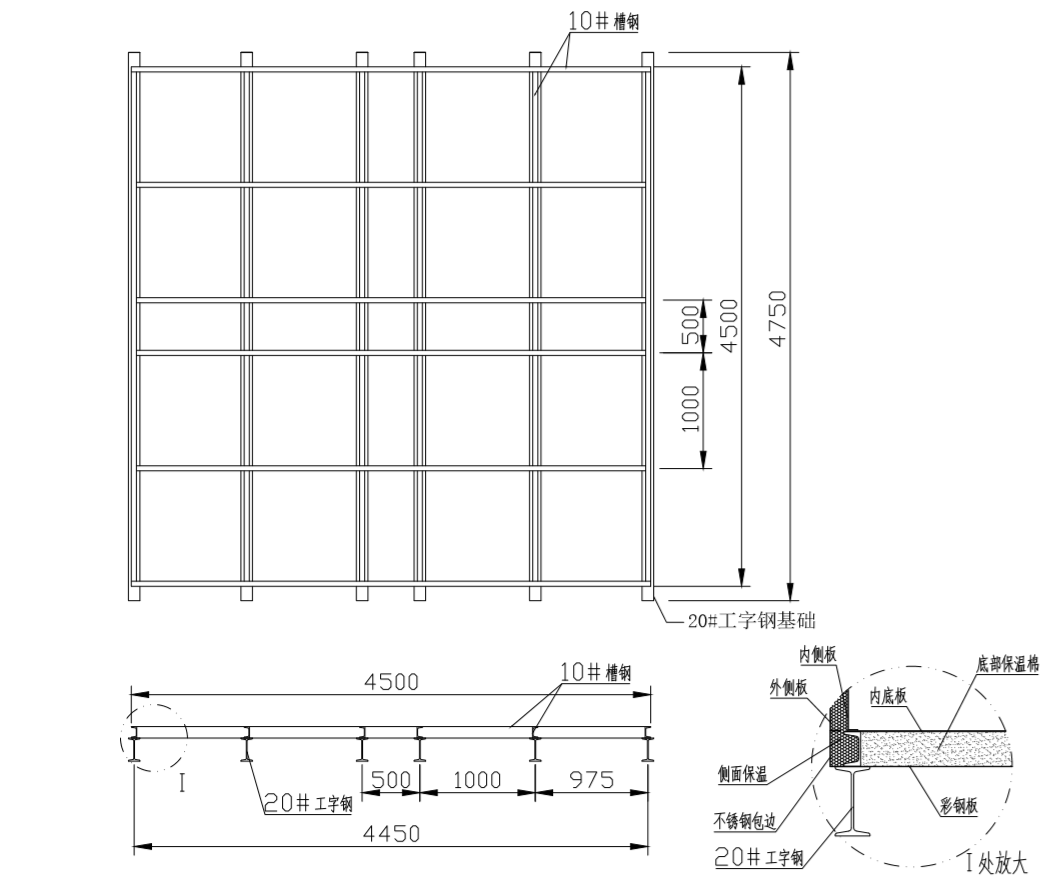 10#槽钢
500
4500
4750
1000
20#工字钢基础
10#槽钢
4500
I
20#工字钢
500
1000
975
4450
内侧板
外侧板
内底板
底部保温棉
侧面保温
不锈钢包边
20#工字钢
彩钢板
I处放大